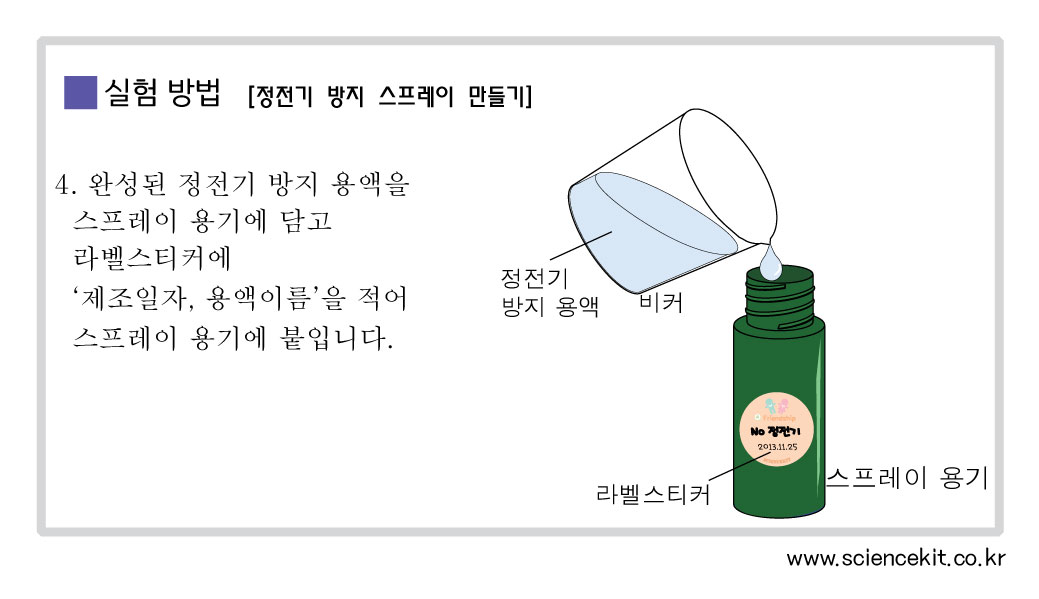 실험 방법 [정전기 방지 스프레이 만들기]
4. 완성된 정전기 방지 용액을
스프레이 용기에 담고
라벨스티커에
‘제조일자, 용액이름’을 적어
스프레이 용기에 붙입니다.
정전기
방지 용액
비커
Friendship
No 정전기
2013.11.25
라벨스티커
스프레이 용기
www.sciencekit.co.kr